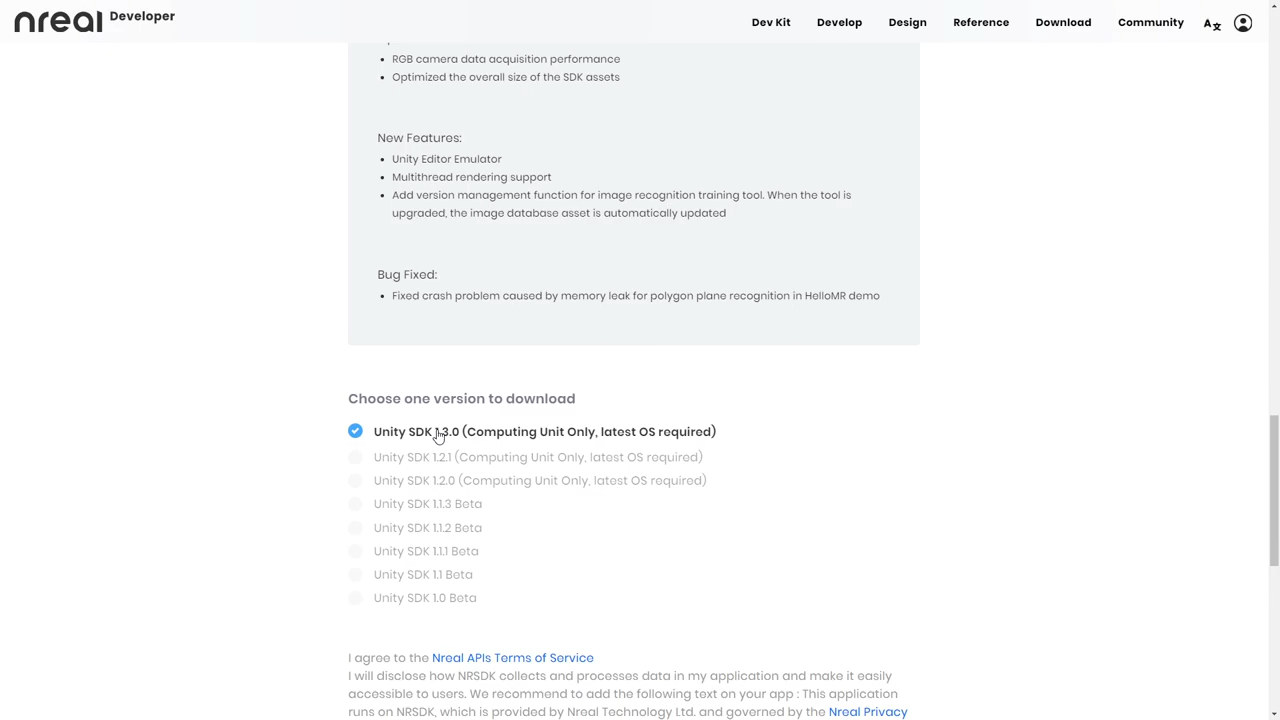 nreal Developer
Dev Kit Develop Design Reference Download Community
RGB camera data acquisition performance
Optimized the overall size of the SDK assets
New Features:
Unity Editor Emulator
Multithread rendering support
Add version management function for image recognition training tool. When the tool is
upgraded, the image database asset is automatically updated
Bug Fixed:
Fixed crash problem caused by memory leak for polygon plane recognition in HelloMR demo
Choose one version to download
Unity SDK 1.3.0 (Computing Unit Only, latest OS required)
Unity SDK 1.2.1 (Computing Unit Only, latest OS required)
Unity SDK 1.2.0 (Computing Unit Only, latest OS required)
Unity SDK 1.1.3 Beta
Unity SDK 1.1.2 Beta
Unity SDK 1.1.1 Beta
Unity SDK 1.1 Beta
Unity SDK 1.0 Beta
I agree to the Nreal APIs Terms of Service
I will disclose how NRSDK collects and processes data in my application and make it easily
accessible to users. We recommend to add the following text on your app : This application
runs on NRSDK, which is provided by Nreal Technology Ltd. and governed by the Nreal Privacy